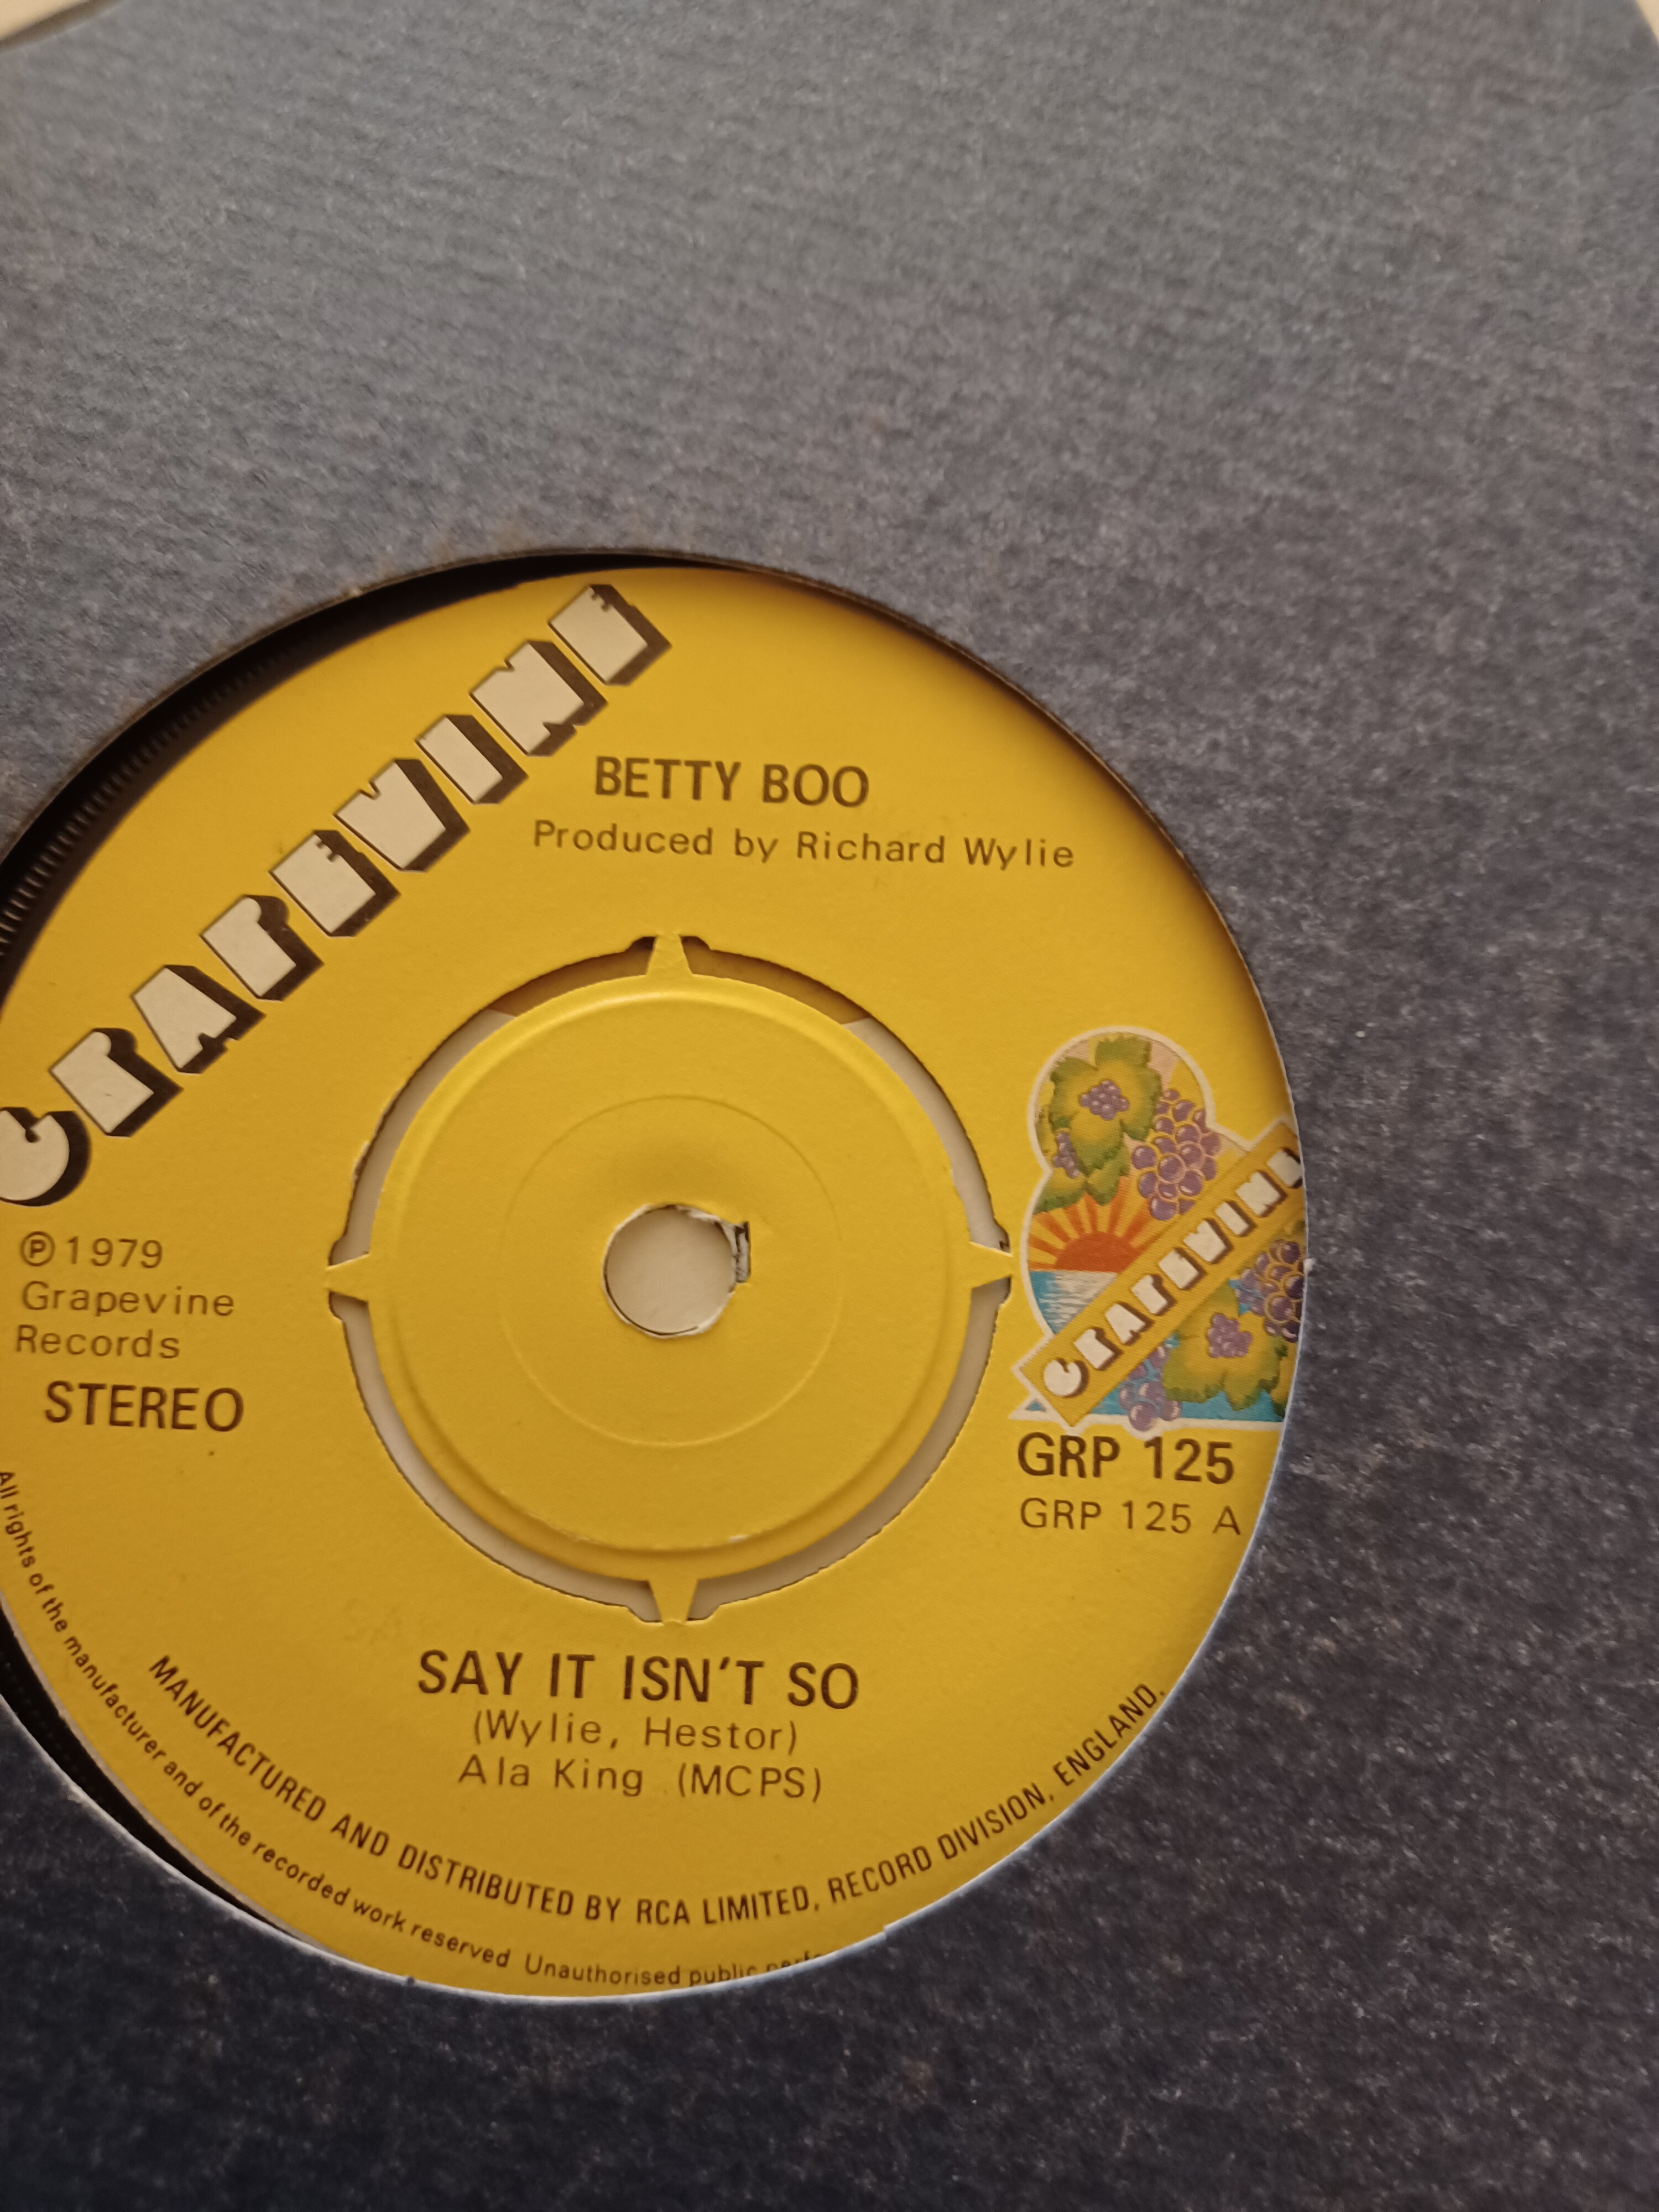 GRAPEVINE
BETTY BOO
Produced by Richard Wylie
℗ 1979
Grapevine
Records
STEREO
GRAPEVINE
GRP 125
GRP 125 A
SAY IT ISN'T SO
(Wylie, Hestor)
Ala King (MCPS)
MANUFACTURED AND DISTRIBUTED BY RCA LIMITED, RECORD DIVISION, ENGLAND.
All rights of the manufacturer and of the recorded work reserved Unauthorised public